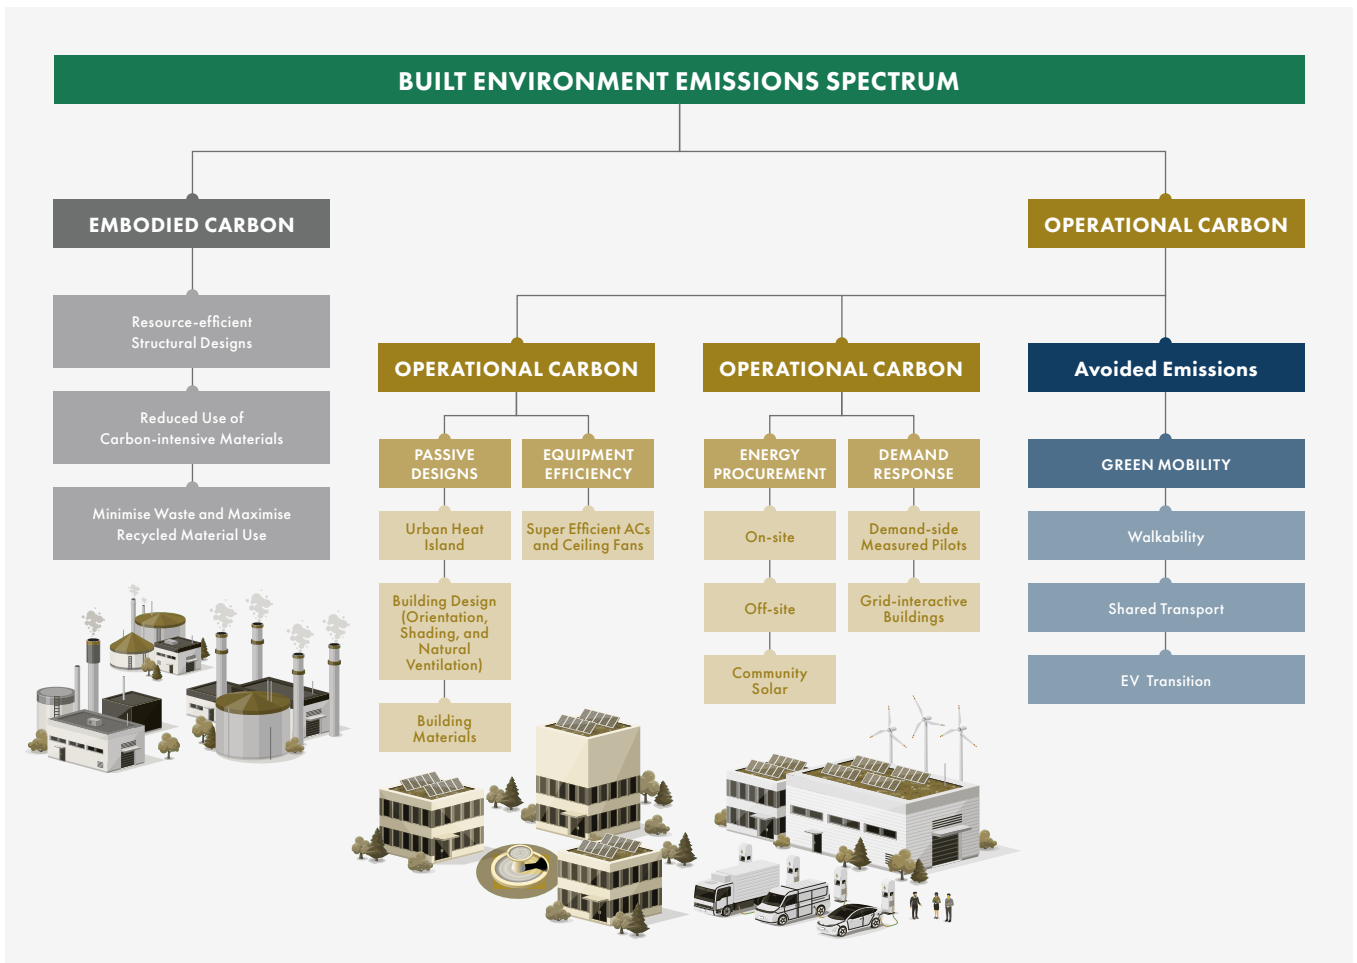 BUILT ENVIRONMENT EMISSIONS SPECTRUM
EMBODIED CARBON
Resource-efficient
Structural Designs
Reduced Use of
Carbon-intensive Materials
Minimise Waste and Maximise
Recycled Material Use
OPERATIONAL CARBON
OPERATIONAL CARBON
PASSIVE
DESIGNS
Urban Heat
Island
Building Design
(Orientation,
Shading, and
Natural
Ventilation)
Building
Materials
EQUIPMENT
EFFICIENCY
Super Efficient ACs
and Ceiling Fans
OPERATIONAL CARBON
ENERGY
PROCUREMENT
On-site
Off-site
Community
Solar
DEMAND
RESPONSE
Demand-side
Measured Pilots
Grid-interactive
Buildings
Avoided Emissions
GREEN MOBILITY
Walkability
Shared Transport
EV Transition